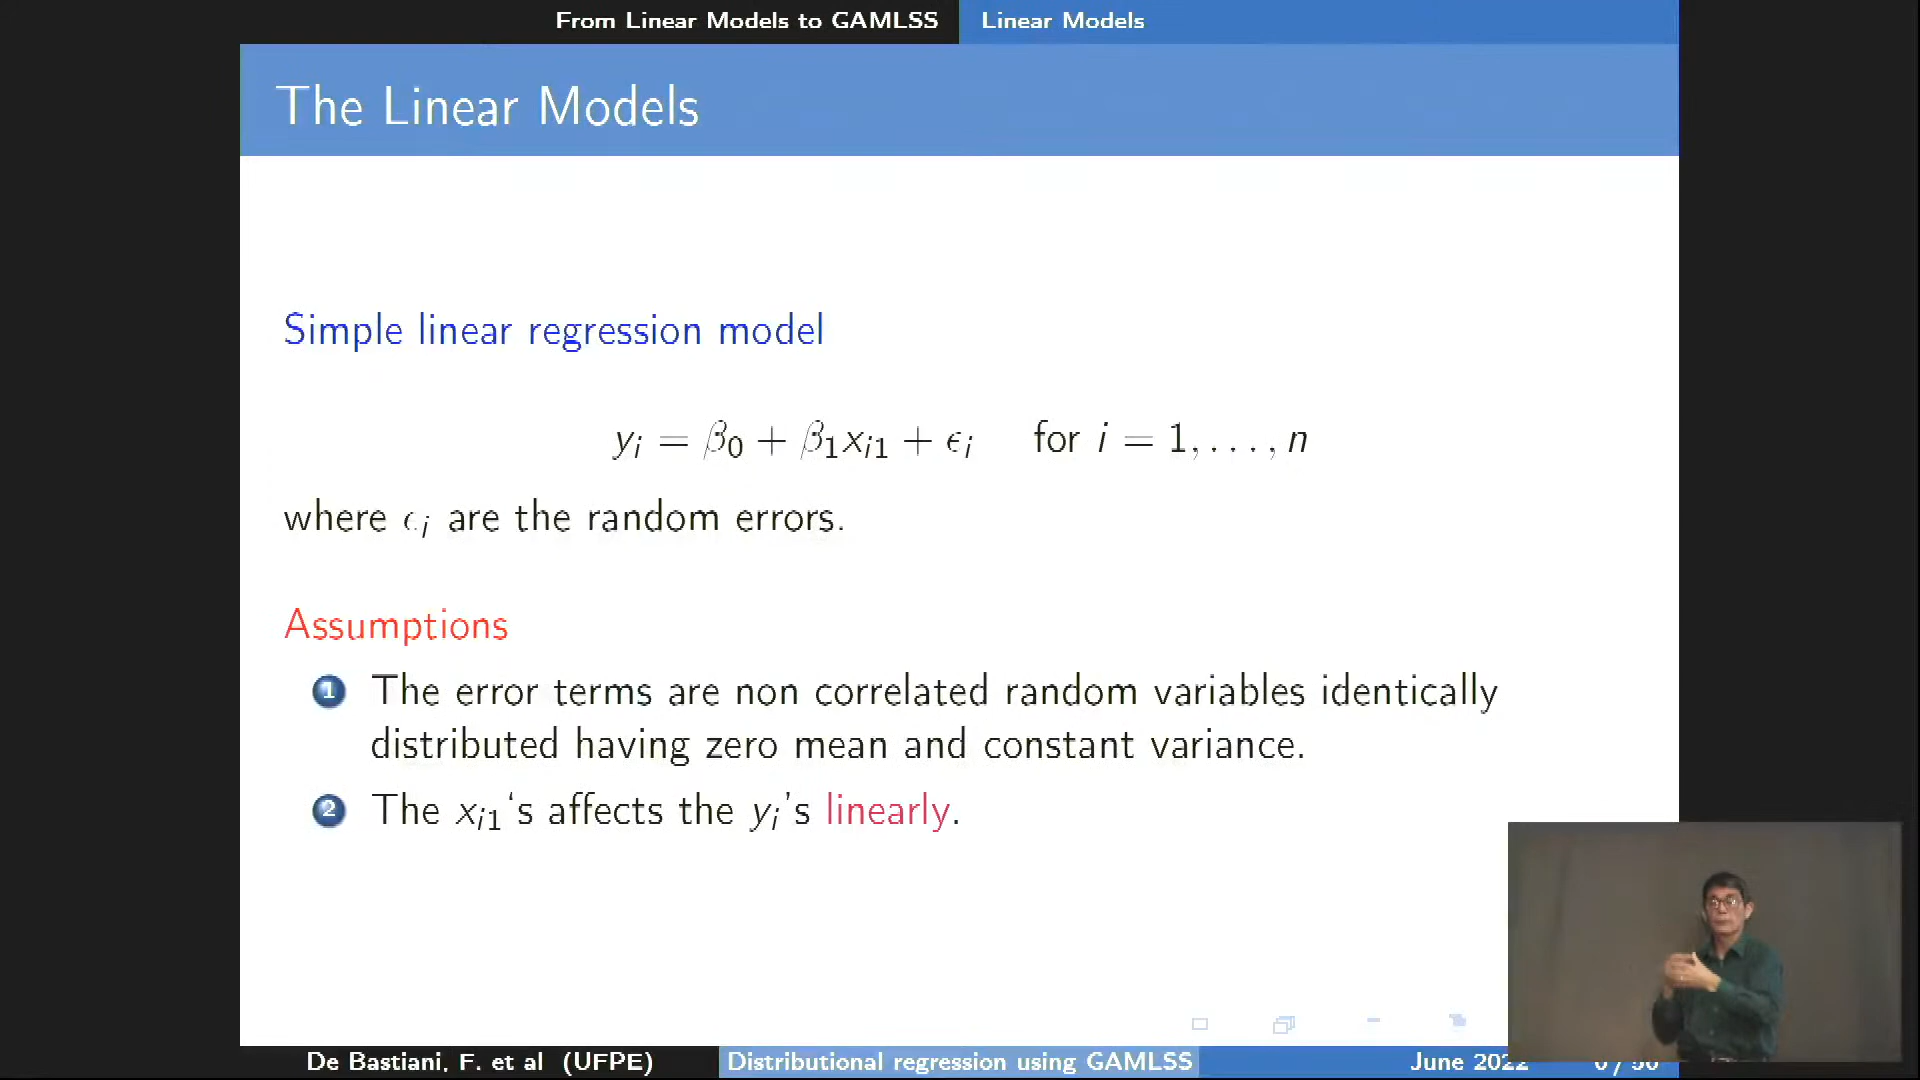 From Linear Models to GAMLSS Linear Models
The Linear Models
Simple linear regression model
yᵢ = β₀ + β₁xᵢ₁ + ϵᵢ for i = 1, . . . , n
where ϵᵢ are the random errors.
Assumptions
1 The error terms are non correlated random variables identically
distributed having zero mean and constant variance.
2 The xᵢ₁‘s affects the yᵢ’s linearly.
De Bastiani, F. et al (UFPE) Distributional regression using GAMLSS June 2022